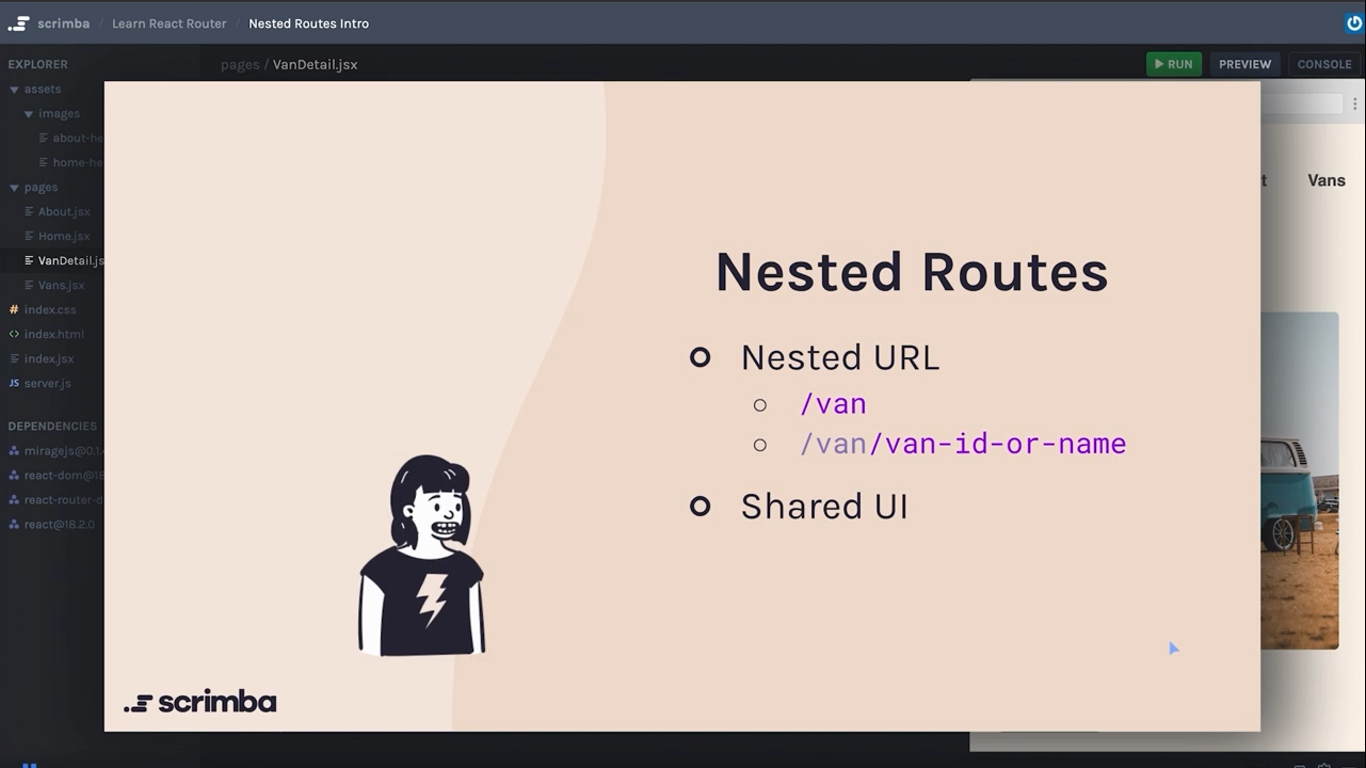 scrimba / Learn React Router / Nested Routes Intro
EXPLORER
assets
images
about-he
home-he
pages
About.jsx
Home.jsx
VanDetail.js
Vans.jsx
index.css
index.html
index.jsx
JS server.js
DEPENDENCIES
miragejs@0.1.
react-dom@18
react-router-d
react@18.2.0
pages / VanDetail.jsx
RUN
PREVIEW
CONSOLE
t
Vans
Nested Routes
Nested URL
/van
/van/van-id-or-name
Shared UI
scrimba